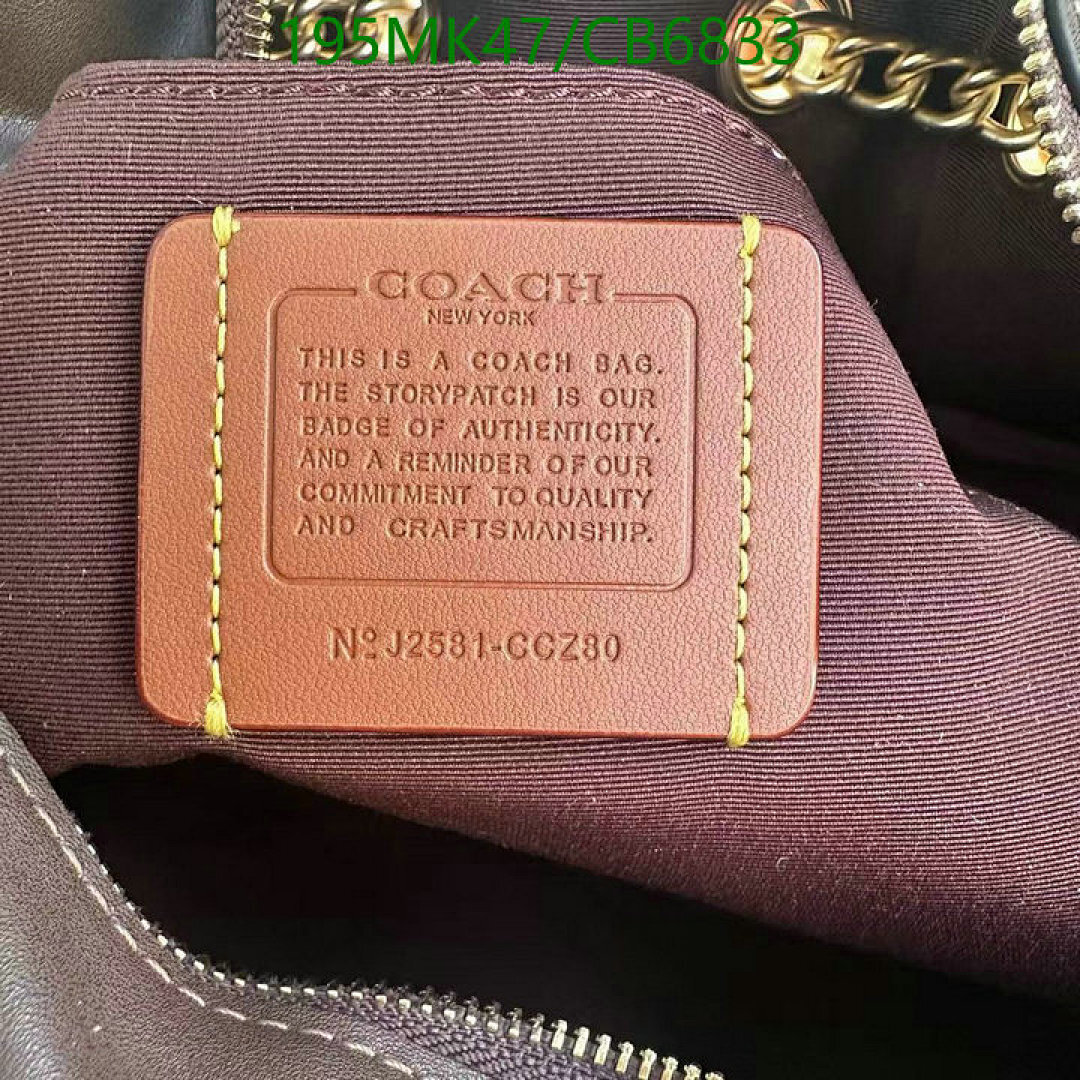 195MK47/CB6833
COACH
NEW YORK
THIS IS A COACH BAG.
THE STORYPATCH IS OUR
BADGE OF AUTHENTICITY.
AND A REMINDER OF OUR
COMMITMENT TO QUALITY
AND CRAFTSMANSHIP.
Nº J2581-CCZ80